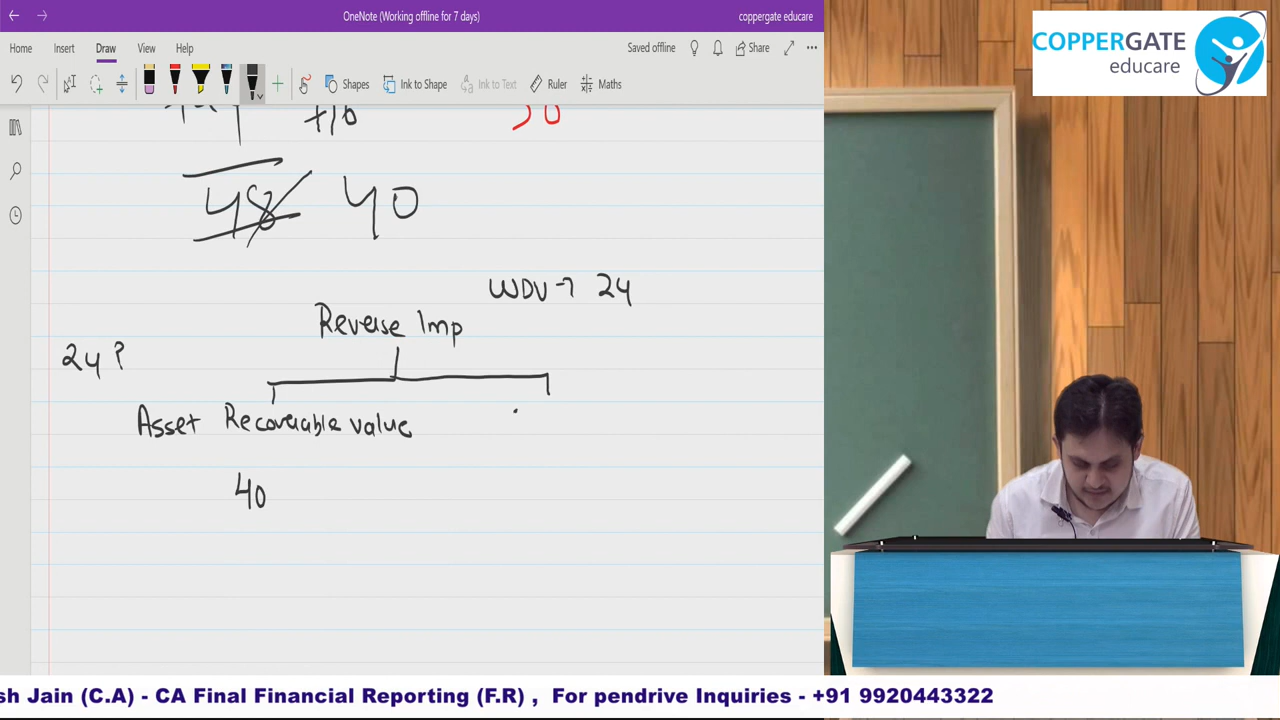 OneNote (Working offline for 7 days)
coppergate educare
Home Insert Draw View Help
Saved offline
Share
Shapes
Ink to Shape
Ink to Text
Ruler
Maths
COPPERGATE
educare
+16
48 40
WDV → 24
Reverse Imp
24 ?
Asset Recoverable value
40
sh Jain (C.A) - CA Final Financial Reporting (F.R) , For pendrive Inquiries - +91 9920443322